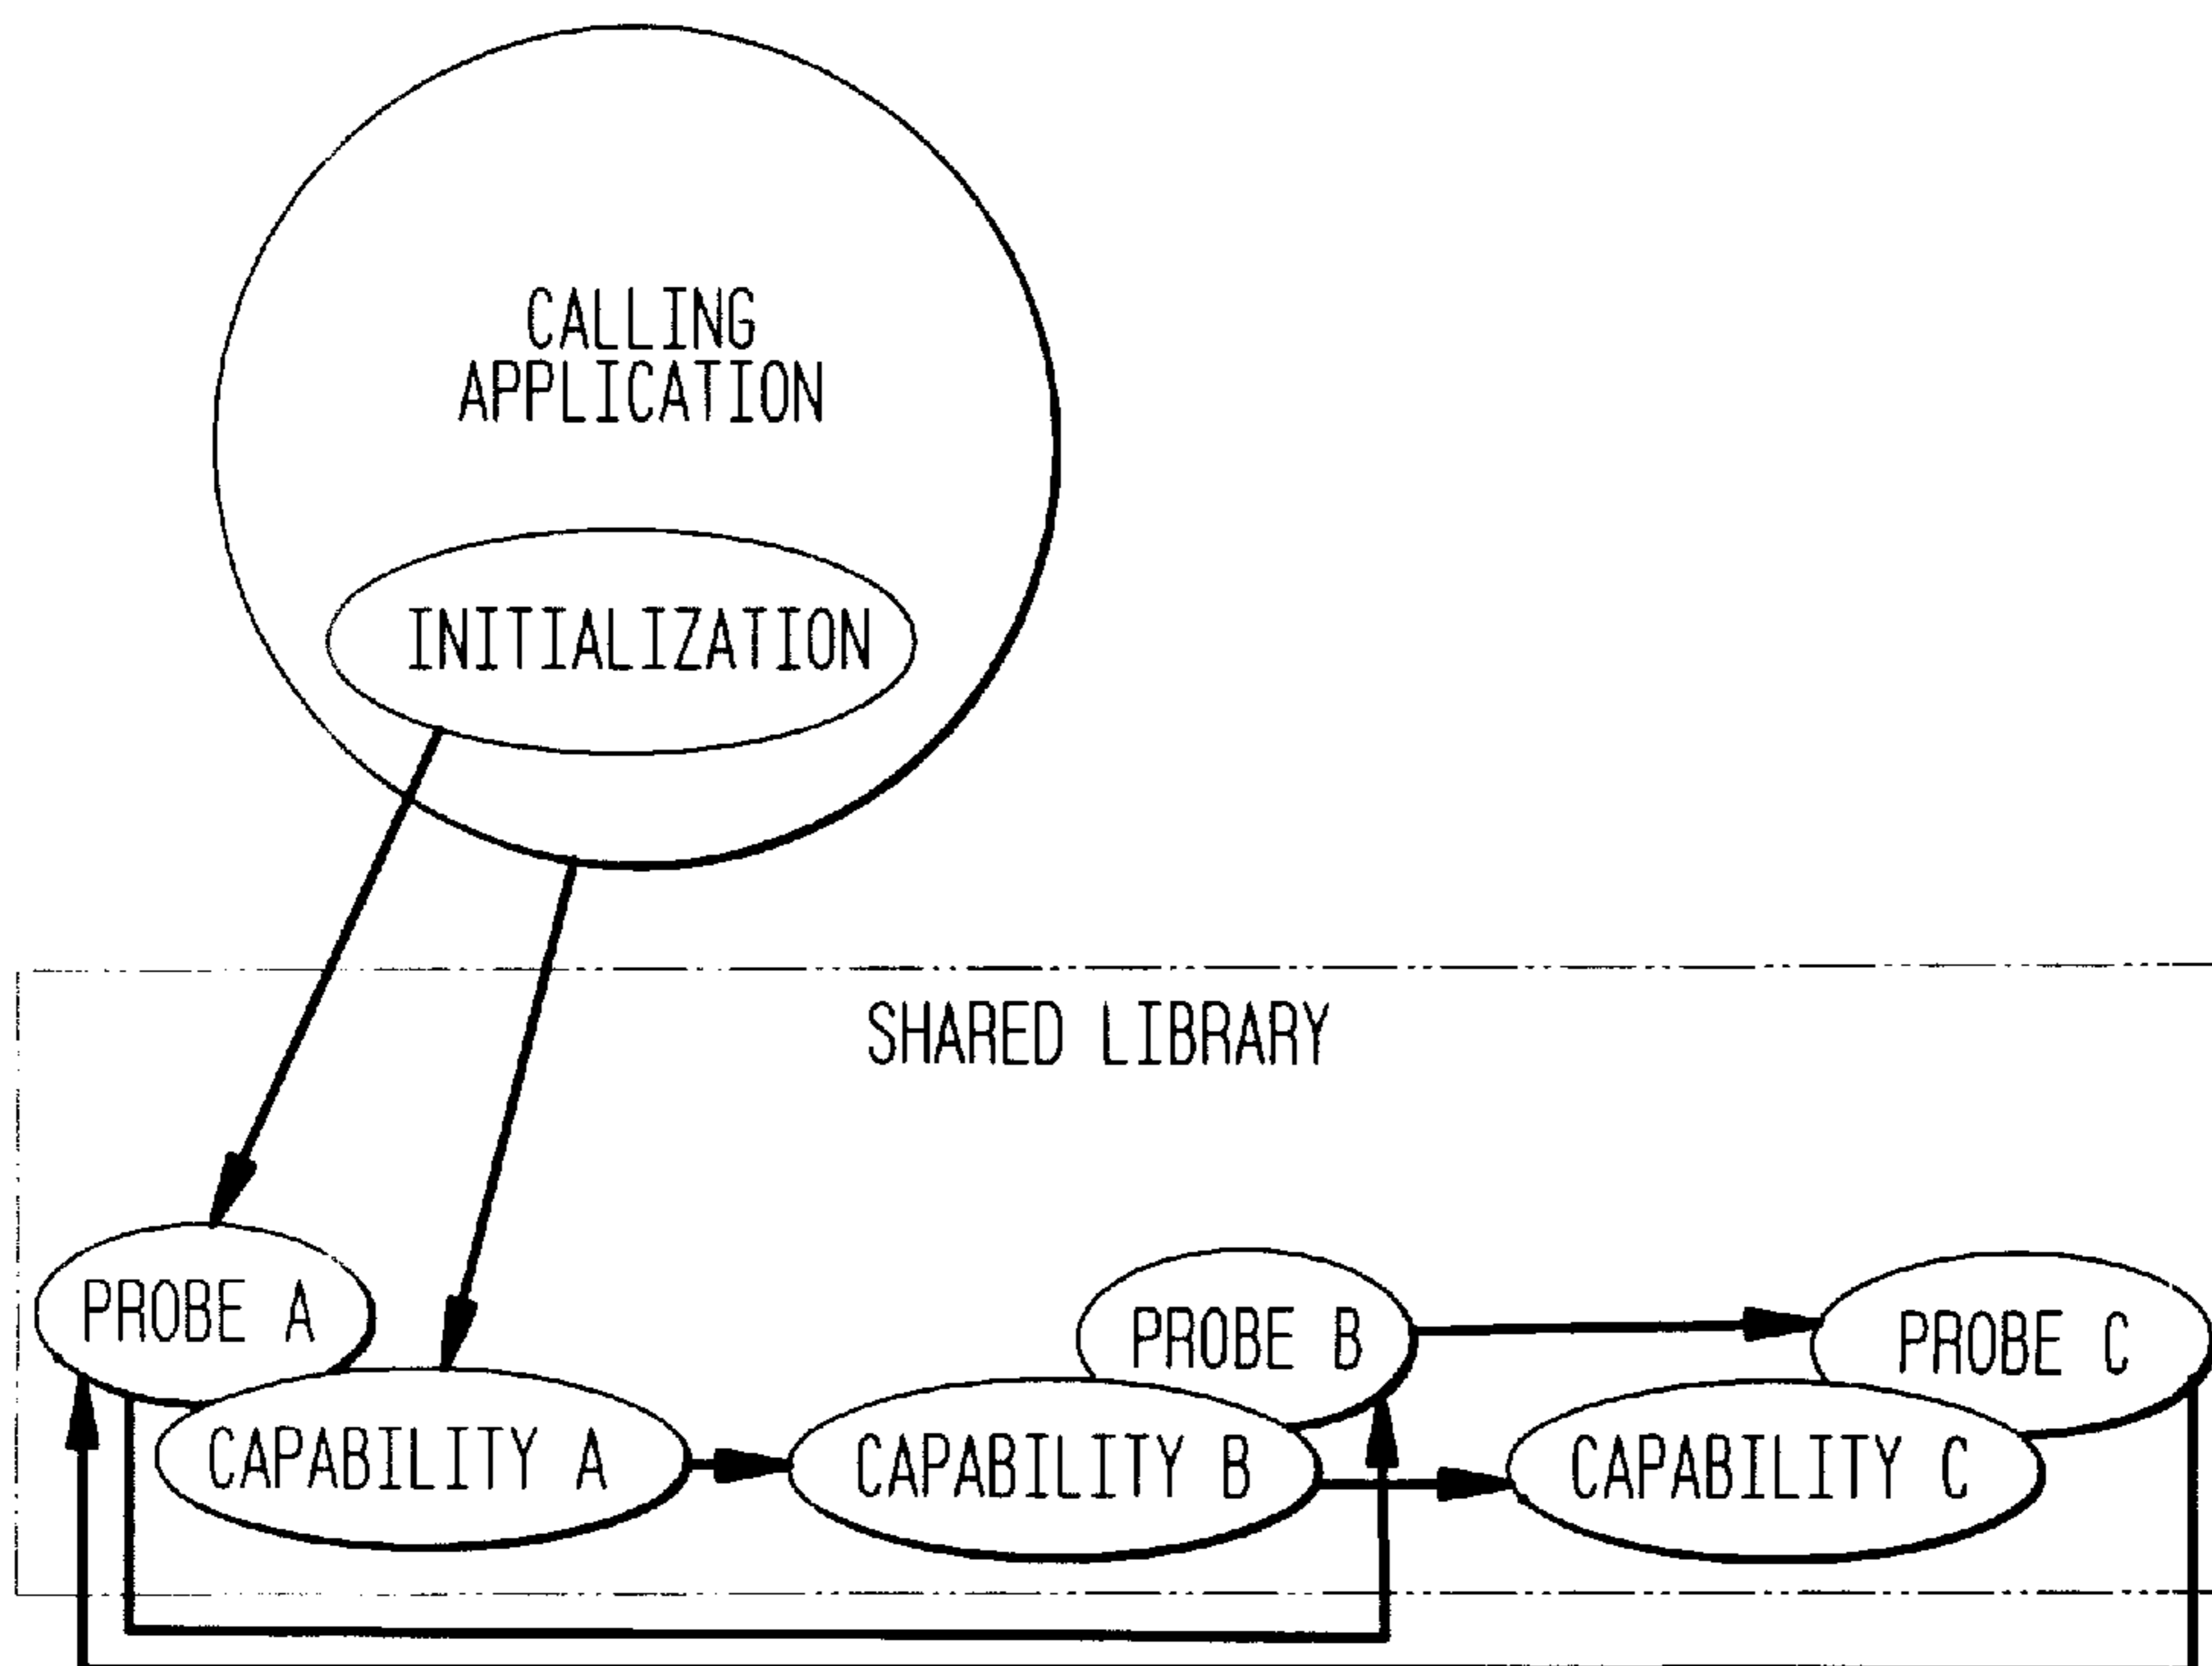 CALLING
APPLICATION
INITIALIZATION
SHARED LIBRARY
PROBE A
PROBE B
PROBE C
CAPABILITY A
CAPABILITY B
CAPABILITY C